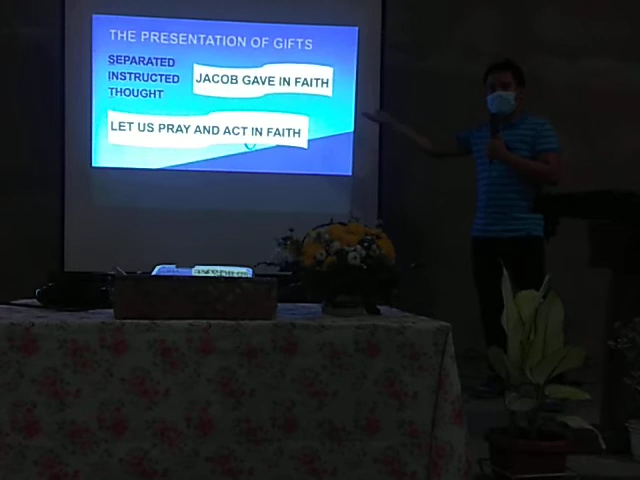 THE PRESENTATION OF GIFTS
SEPARATED
INSTRUCTED
THOUGHT
JACOB GAVE IN FAITH
LET US PRAY AND ACT IN FAITH